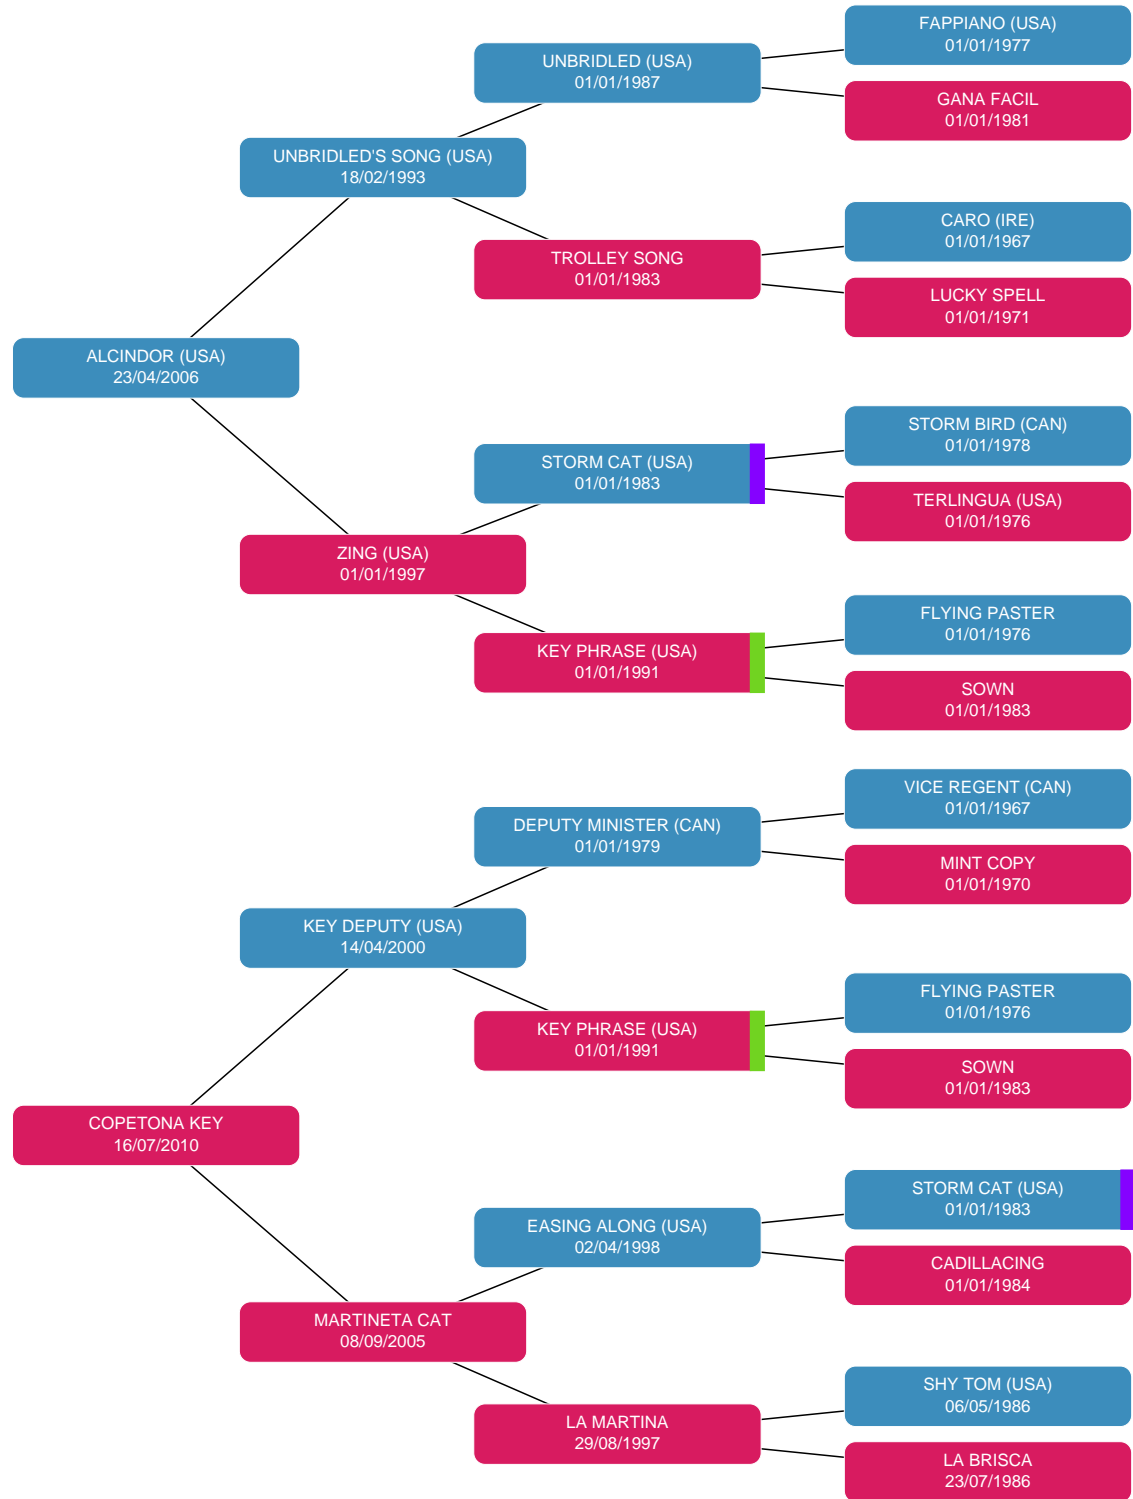 FAPPIANO (USA)
01/01/1977
UNBRIDLED (USA)
01/01/1987
GANA FACIL
01/01/1981
UNBRIDLED'S SONG (USA)
18/02/1993
CARO (IRE)
01/01/1967
TROLLEY SONG
01/01/1983
LUCKY SPELL
01/01/1971
ALCINDOR (USA)
23/04/2006
STORM BIRD (CAN)
01/01/1978
STORM CAT (USA)
01/01/1983
TERLINGUA (USA)
01/01/1976
ZING (USA)
01/01/1997
FLYING PASTER
01/01/1976
KEY PHRASE (USA)
01/01/1991
SOWN
01/01/1983
VICE REGENT (CAN)
01/01/1967
DEPUTY MINISTER (CAN)
01/01/1979
MINT COPY
01/01/1970
KEY DEPUTY (USA)
14/04/2000
FLYING PASTER
01/01/1976
KEY PHRASE (USA)
01/01/1991
SOWN
01/01/1983
COPETONA KEY
16/07/2010
STORM CAT (USA)
01/01/1983
EASING ALONG (USA)
02/04/1998
CADILLACING
01/01/1984
MARTINETA CAT
08/09/2005
SHY TOM (USA)
06/05/1986
LA MARTINA
29/08/1997
LA BRISCA
23/07/1986